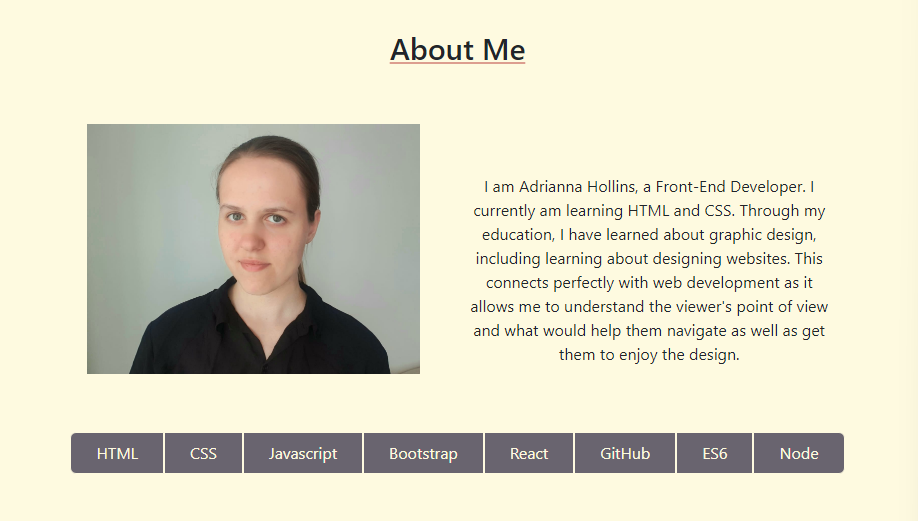 About Me
I am Adrianna Hollins, a Front-End Developer. I
currently am learning HTML and CSS. Through my
education, I have learned about graphic design,
including learning about designing websites. This
connects perfectly with web development as it
allows me to understand the viewer's point of view
and what would help them navigate as well as get
them to enjoy the design.
HTML CSS Javascript Bootstrap React GitHub ES6 Node